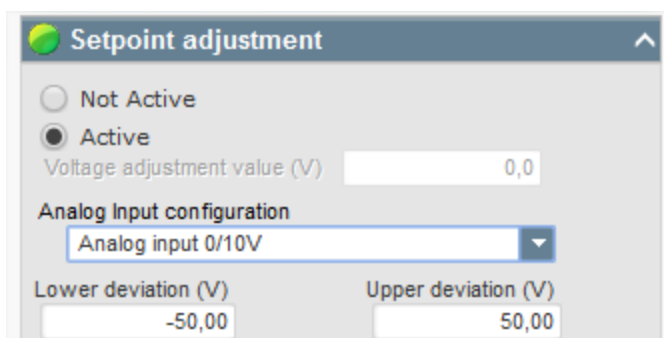 Setpoint adjustment
Not Active
Active
Voltage adjustment value (V) 0,0
Analog Input configuration
Analog input 0/10V
Lower deviation (V) Upper deviation (V)
-50,00 50,00